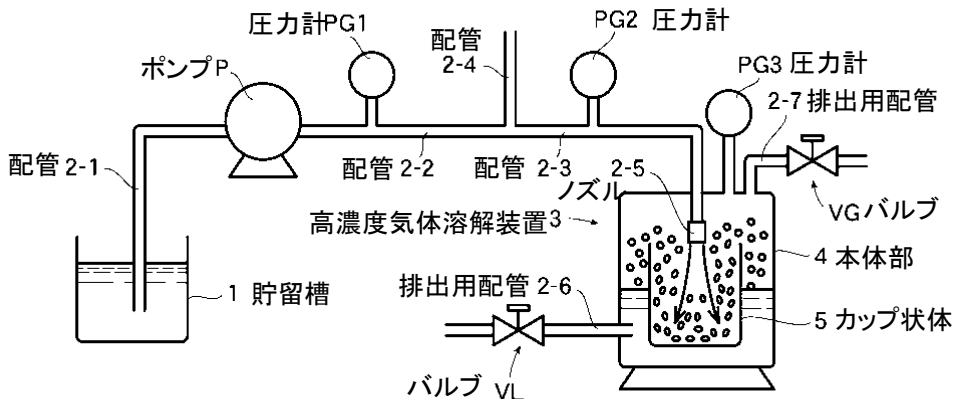 圧力計PG1
配管
2-4
PG2 圧力計
ポンプP
PG3 圧力計
2-7排出用配管
配管 2-1
配管 2-2
配管 2-3
2-5
ノズル
VGバルブ
高濃度気体溶解装置3
4 本体部
1 貯留槽
排出用配管 2-6
5 カップ状体
バルブ VL